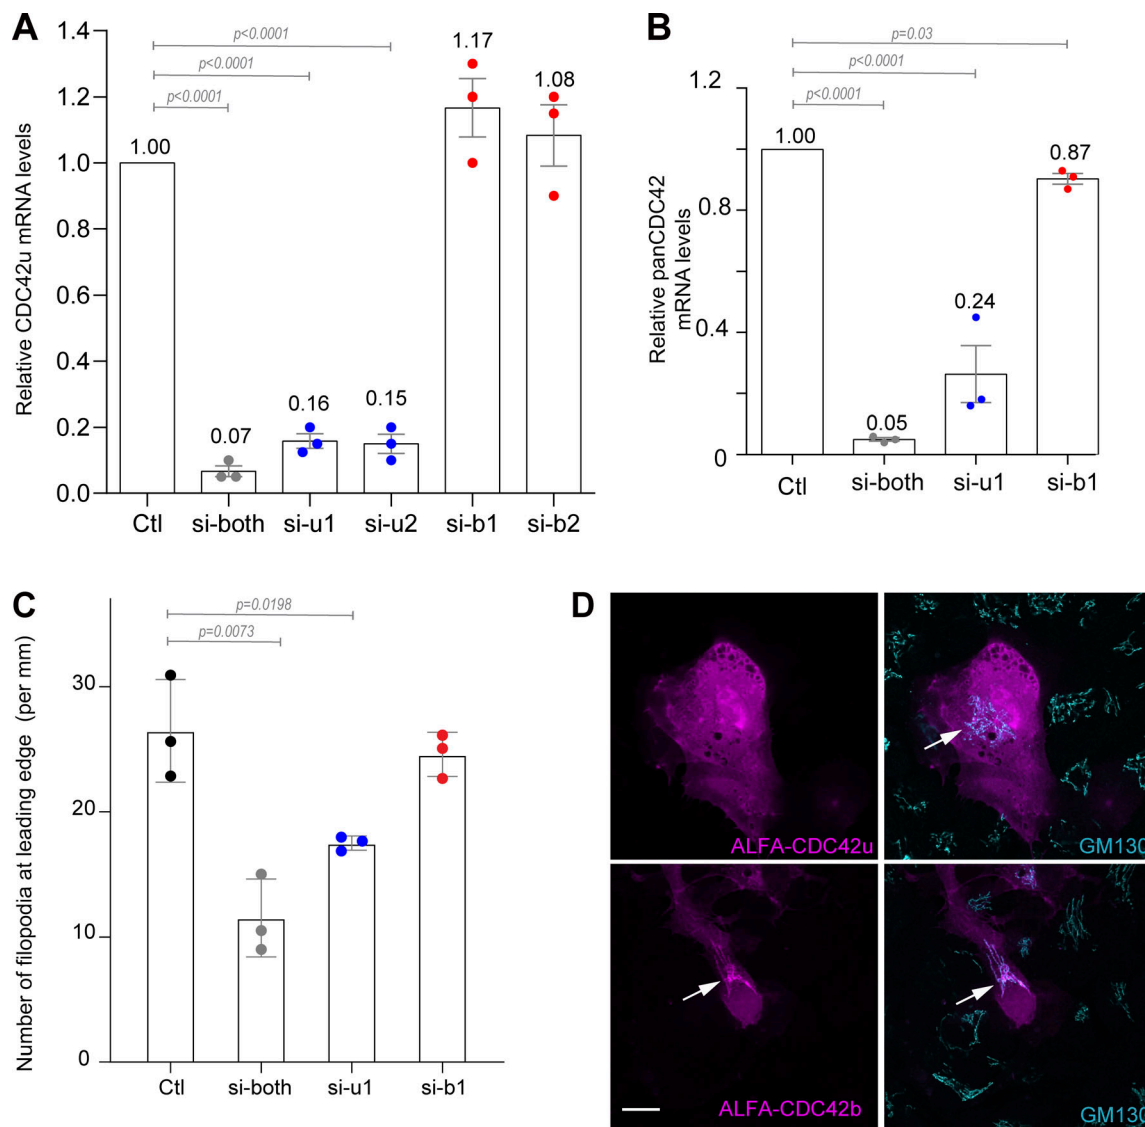 A
Relative CDC42u mRNA levels
1.4
1.2
1.0
0.8
0.6
0.4
0.2
0.0
p<0.0001
p<0.0001
p<0.0001
1.00
0.07
0.16
0.15
1.17
1.08
Ctl
si-both
si-u1
si-u2
si-b1
si-b2
B
Relative panCDC42
mRNA levels
1.2
0.8
0.4
0
p=0.03
p<0.0001
p<0.0001
1.00
0.05
0.24
0.87
Ctl
si-both
si-u1
si-b1
C
Number of filopodia at leading edge (per mm)
30
20
10
0
p=0.0198
p=0.0073
Ctl
si-both
si-u1
si-b1
D
ALFA-CDC42u
GM130
ALFA-CDC42b
GM130